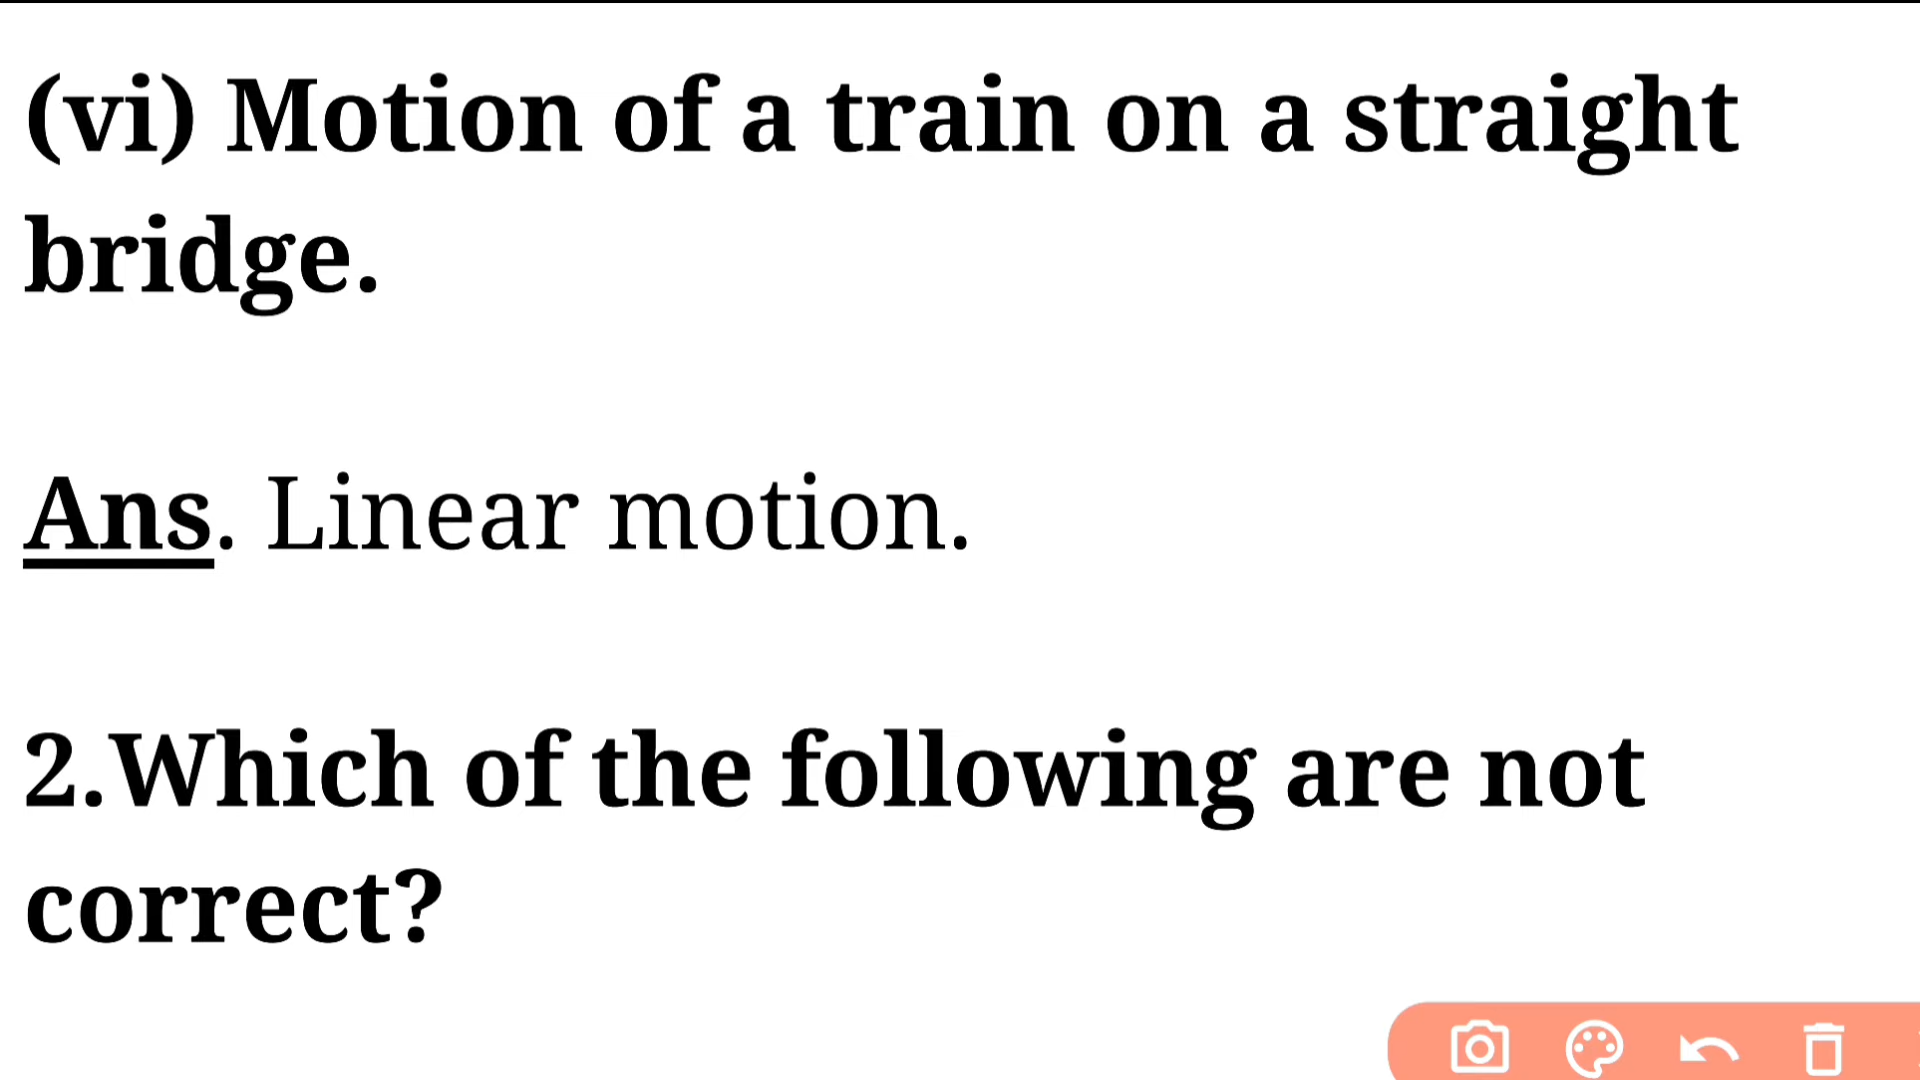 (vi) Motion of a train on a straight
bridge.
Ans. Linear motion.
2.Which of the following are not
correct?